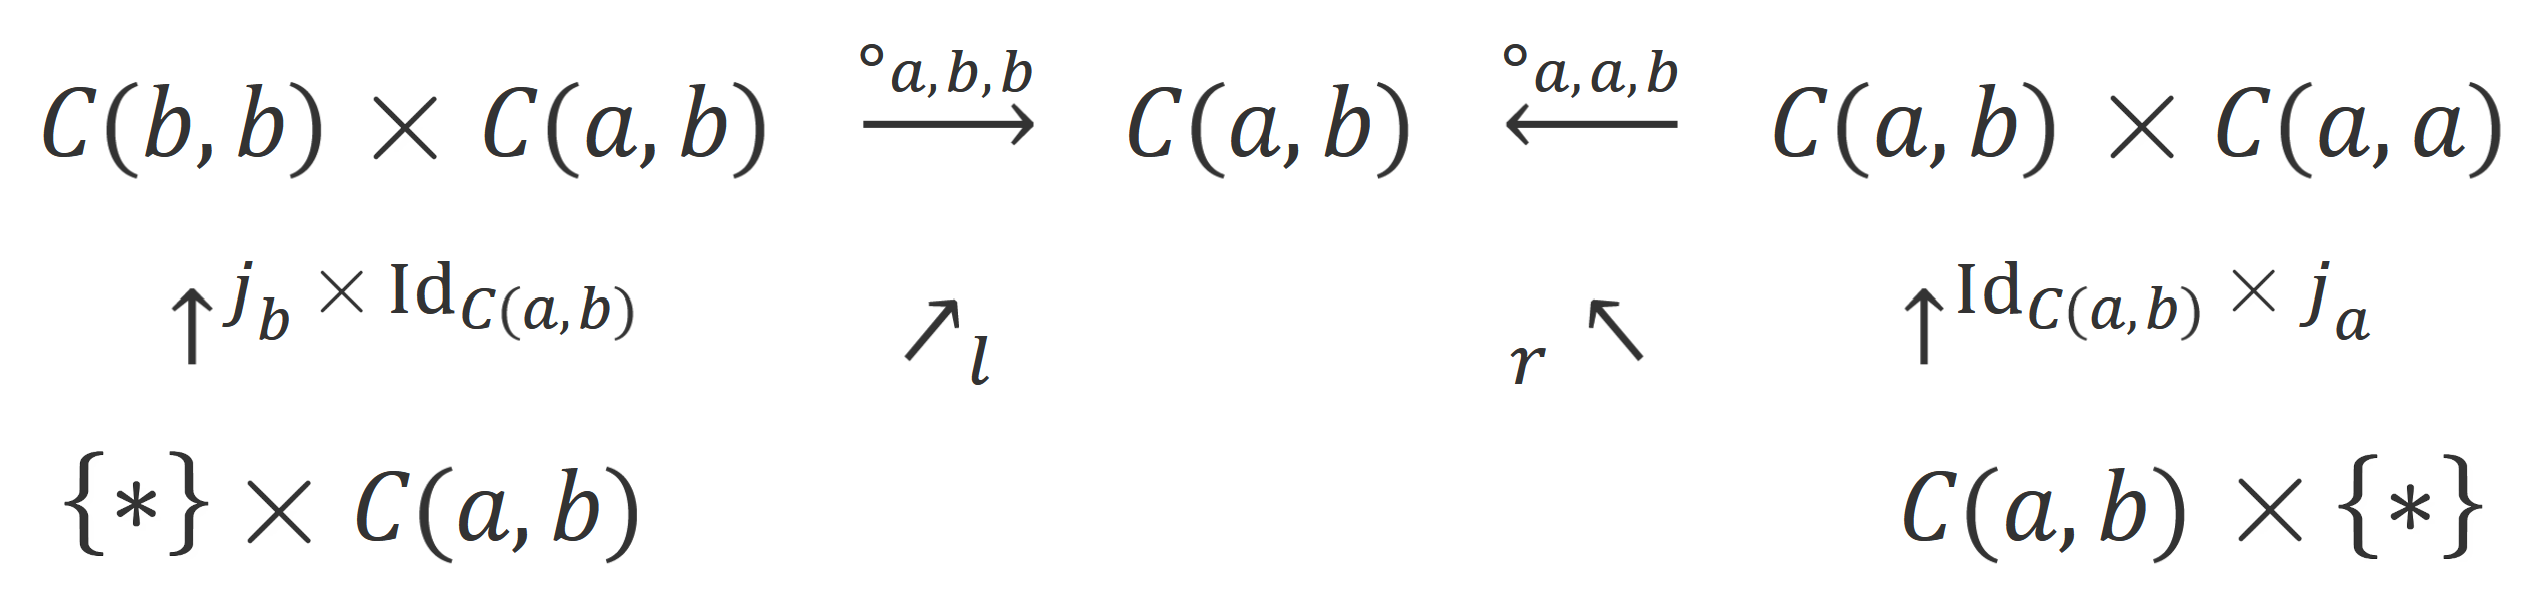 C(b,b) × C(a,b) —∘a,b,b→ C(a,b) ←∘a,a,b— C(a,b) × C(a,a)
↑ j_b × Id_C(a,b) ↗ l r ↖ ↑ Id_C(a,b) × j_a
{*} × C(a,b) C(a,b) × {*}